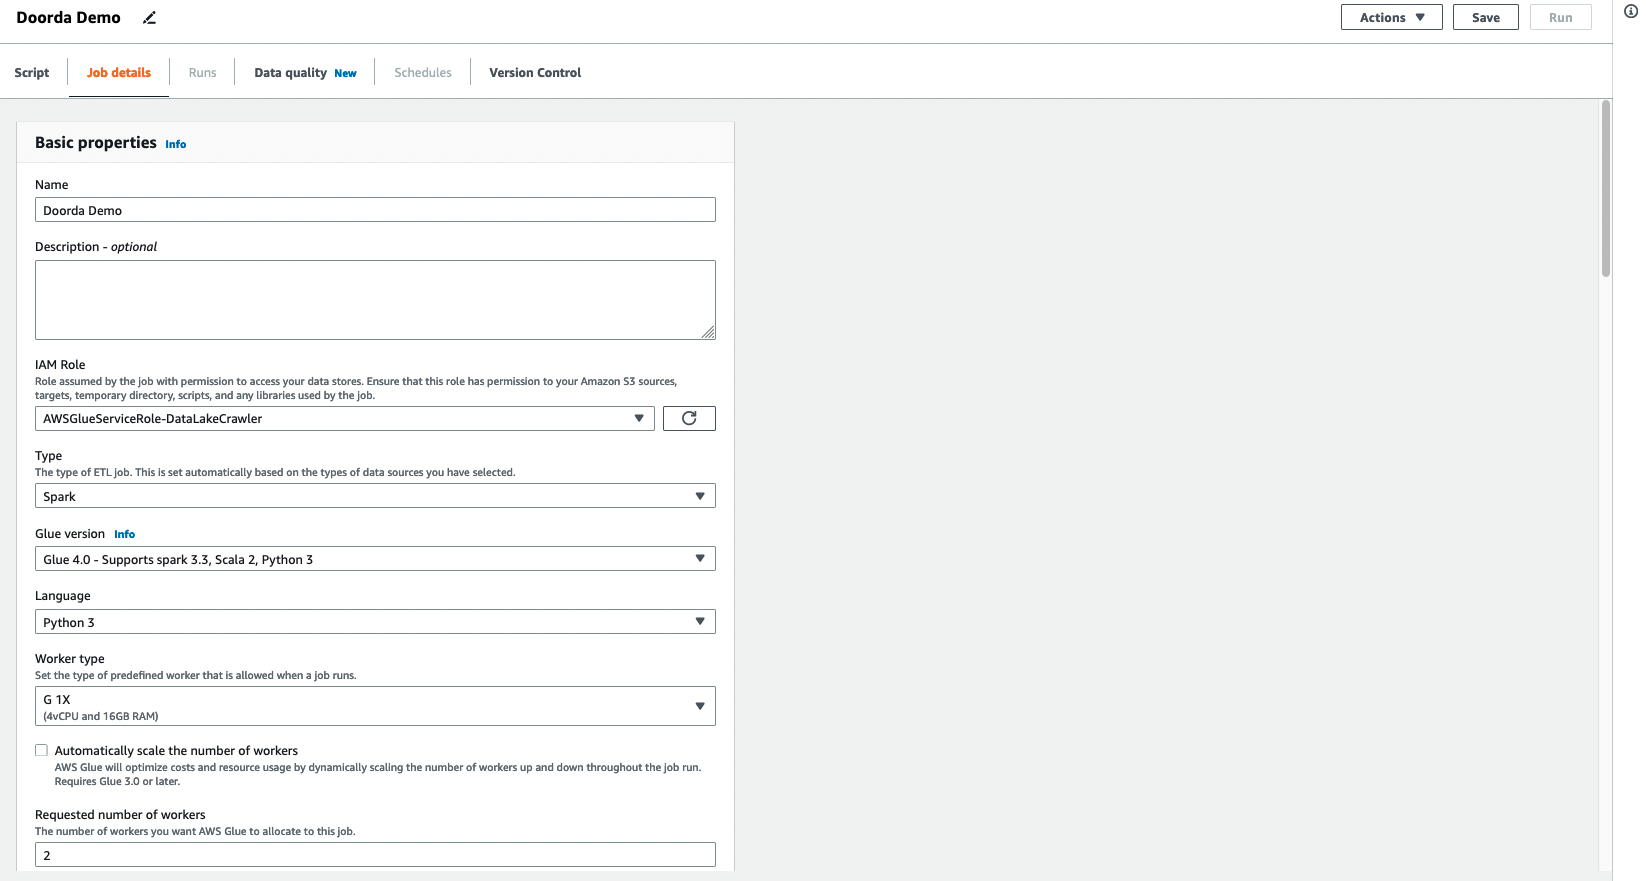 Doorda Demo
Actions
Save
Run
Script
Job details
Runs
Data quality New
Schedules
Version Control
Basic properties Info
Name
Doorda Demo
Description - optional
IAM Role
Role assumed by the job with permission to access your data stores. Ensure that this role has permission to your Amazon S3 sources,
targets, temporary directory, scripts, and any libraries used by the job.
AWSGlueServiceRole-DataLakeCrawler
Type
The type of ETL job. This is set automatically based on the types of data sources you have selected.
Spark
Glue version Info
Glue 4.0 - Supports spark 3.3, Scala 2, Python 3
Language
Python 3
Worker type
Set the type of predefined worker that is allowed when a job runs.
G 1X
(4vCPU and 16GB RAM)
Automatically scale the number of workers
AWS Glue will optimize costs and resource usage by dynamically scaling the number of workers up and down throughout the job run.
Requires Glue 3.0 or later.
Requested number of workers
The number of workers you want AWS Glue to allocate to this job.
2